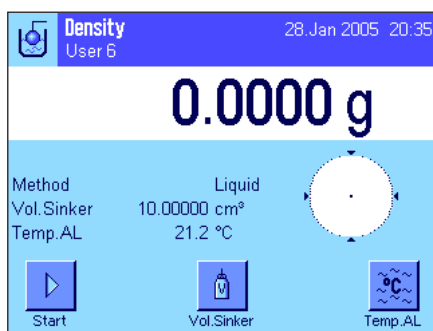 Density 28.Jan 2005 20:35
User 6
0.0000 g
Method Liquid
Vol.Sinker 10.00000 cm³
Temp.AL 21.2 °C
V °C
Start Vol.Sinker Temp.AL